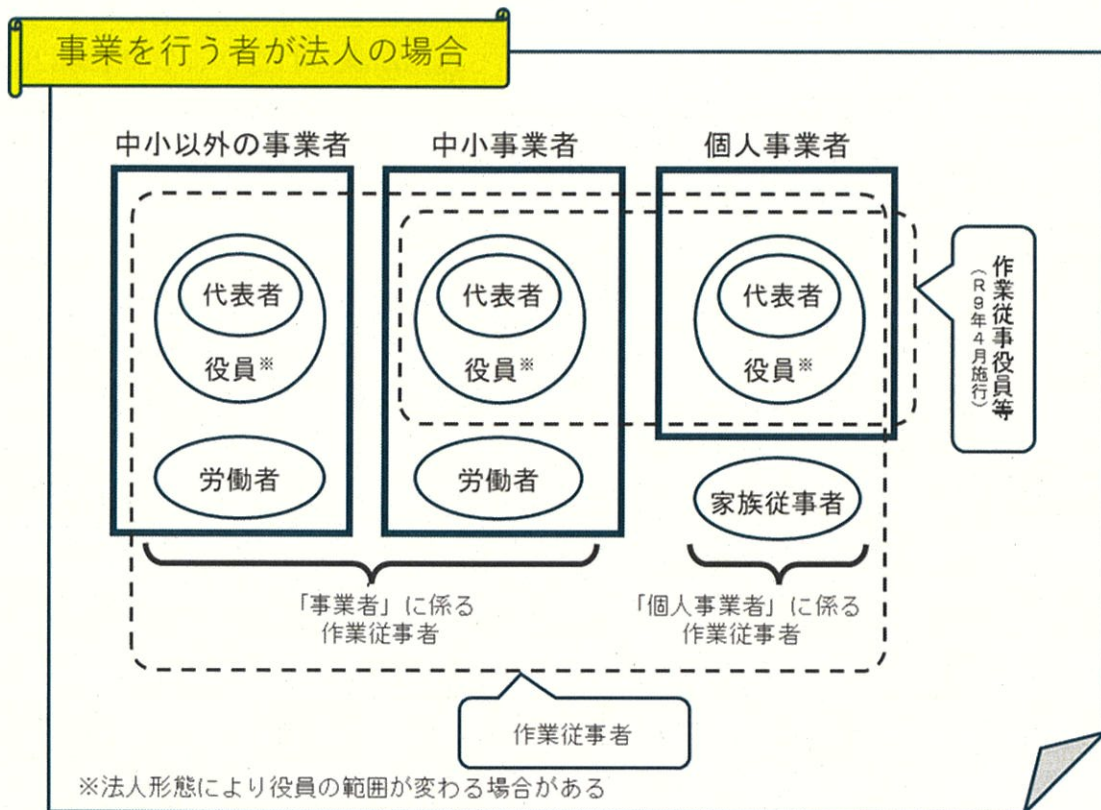 事業を行う者が法人の場合
中小以外の事業者
中小事業者
個人事業者
代表者
役員※
労働者
代表者
役員※
労働者
代表者
役員※
家族従事者
作業従事役員等
（R9年4月施行）
「事業者」に係る
作業従事者
「個人事業者」に係る
作業従事者
作業従事者
※法人形態により役員の範囲が変わる場合がある